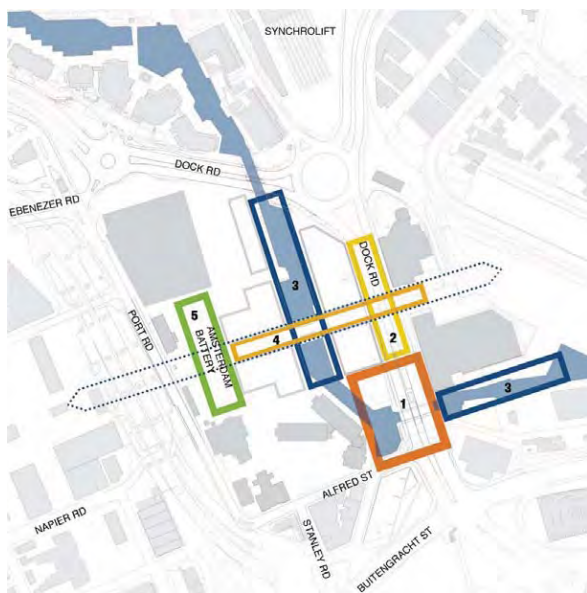 SYNCHROLIFT
DOCK RD
EBENEZER RD
DOCK RD
3
5
AMSTERDAM
BATTERY
PORT RD
4
2
1
3
ALFRED ST
NAPIER RD
STANLEY RD
BUITENGRACHT ST